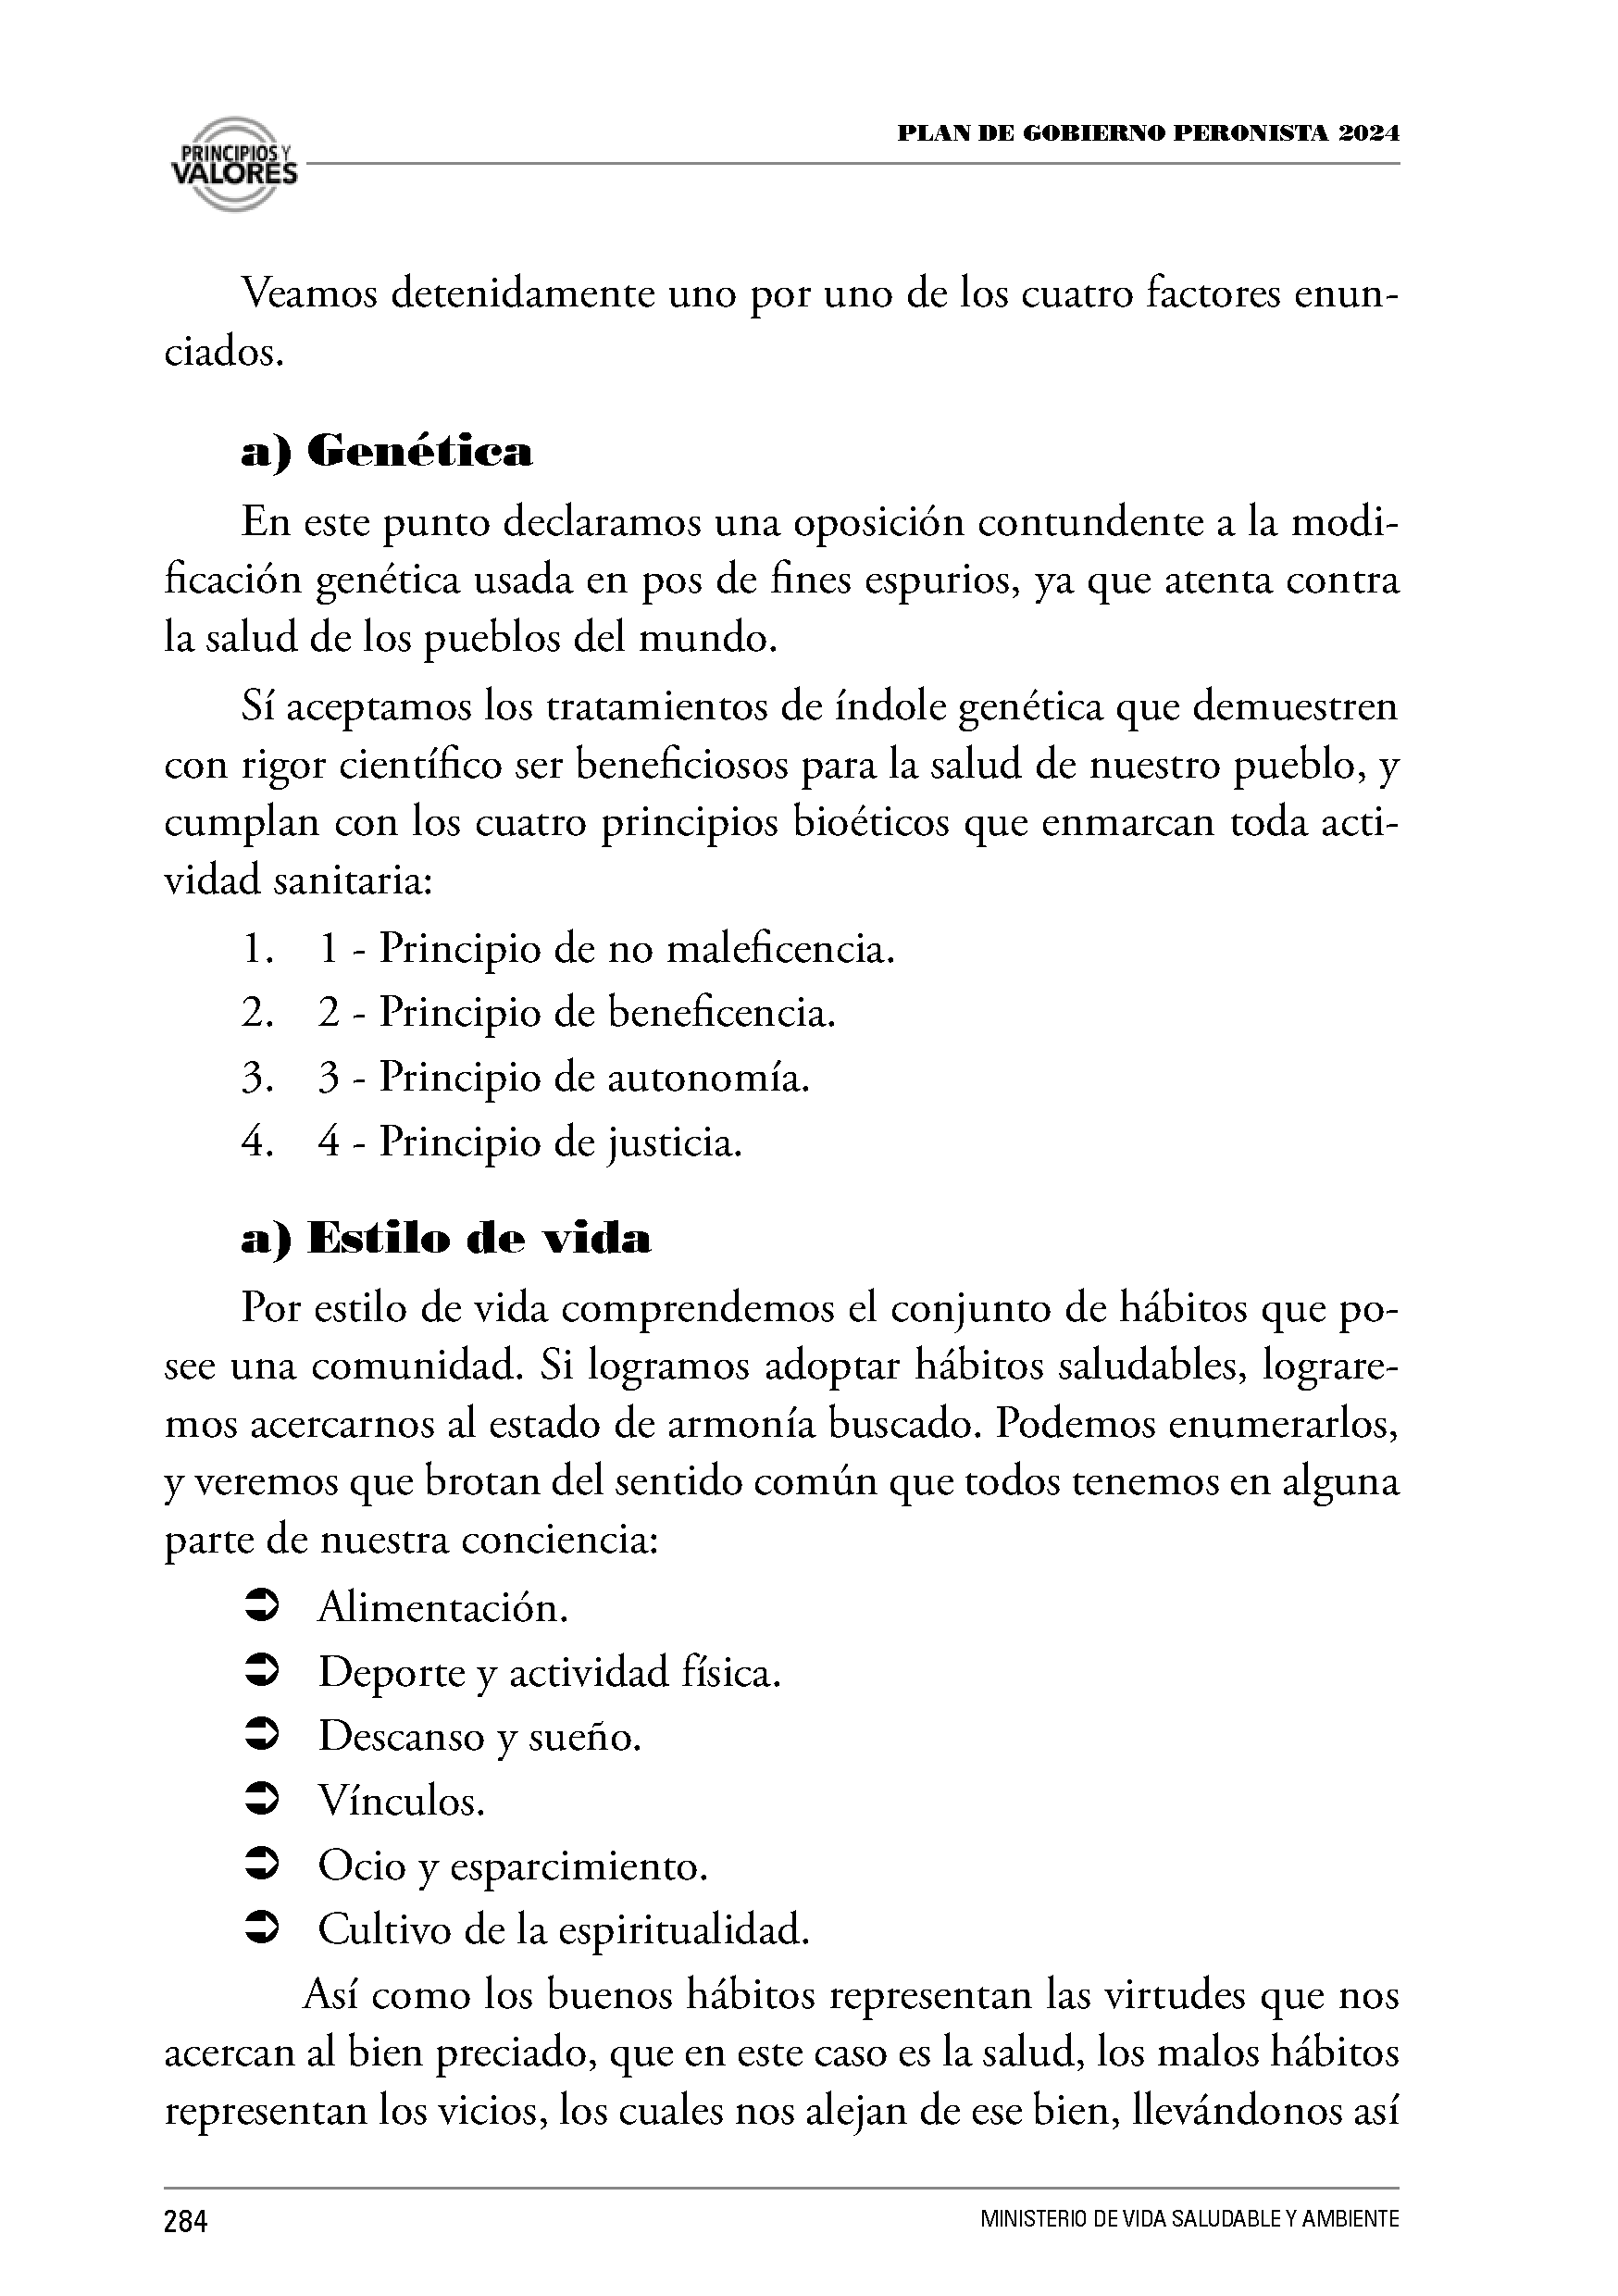 PLAN DE GOBIERNO PERONISTA 2024
PRINCIPIOS Y
VALORES
Veamos detenidamente uno por uno de los cuatro factores enun-
ciados.
a) Genética
En este punto declaramos una oposición contundente a la modi-
ficación genética usada en pos de fines espurios, ya que atenta contra
la salud de los pueblos del mundo.
Sí aceptamos los tratamientos de índole genética que demuestren
con rigor científico ser beneficiosos para la salud de nuestro pueblo, y
cumplan con los cuatro principios bioéticos que enmarcan toda acti-
vidad sanitaria:
1. 1 - Principio de no maleficencia.
2. 2 - Principio de beneficencia.
3. 3 - Principio de autonomía.
4. 4 - Principio de justicia.
a) Estilo de vida
Por estilo de vida comprendemos el conjunto de hábitos que po-
see una comunidad. Si logramos adoptar hábitos saludables, lograre-
mos acercarnos al estado de armonía buscado. Podemos enumerarlos,
y veremos que brotan del sentido común que todos tenemos en alguna
parte de nuestra conciencia:
➲ Alimentación.
➲ Deporte y actividad física.
➲ Descanso y sueño.
➲ Vínculos.
➲ Ocio y esparcimiento.
➲ Cultivo de la espiritualidad.
Así como los buenos hábitos representan las virtudes que nos
acercan al bien preciado, que en este caso es la salud, los malos hábitos
representan los vicios, los cuales nos alejan de ese bien, llevándonos así
284 MINISTERIO DE VIDA SALUDABLE Y AMBIENTE